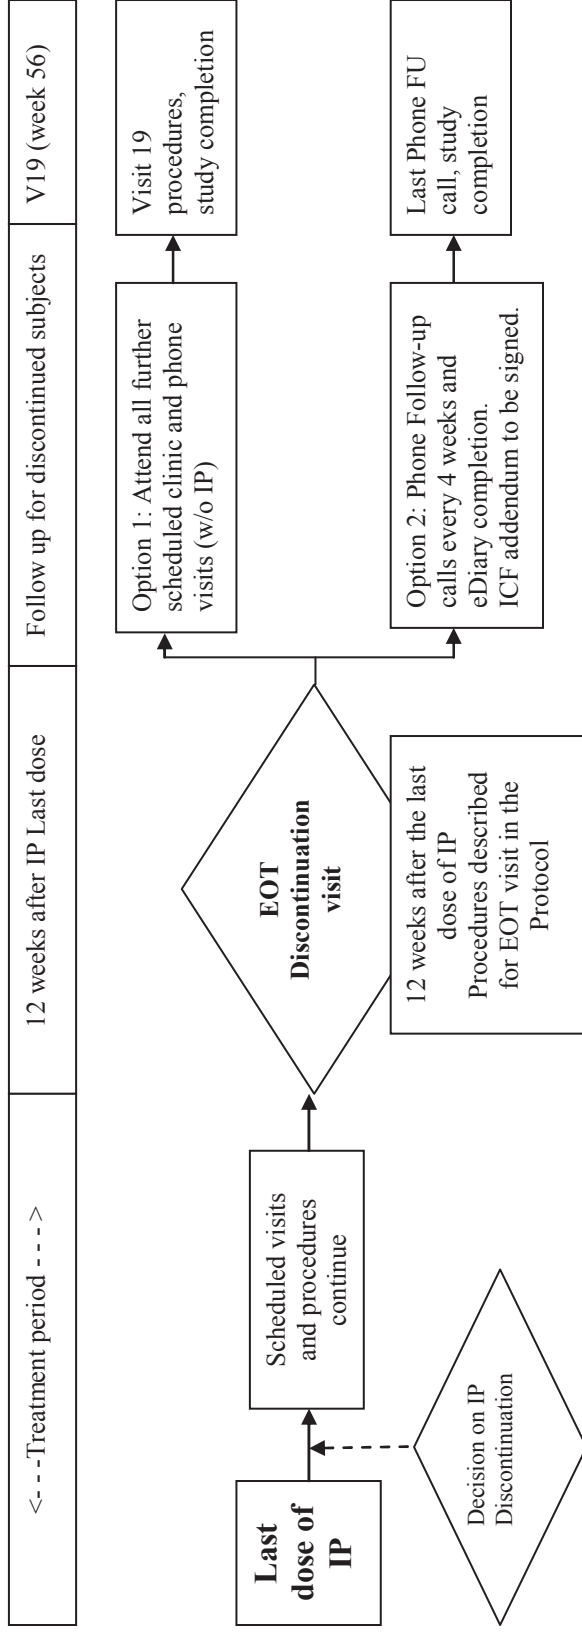 <- - -Treatment period - - - ->
12 weeks after IP Last dose
Follow up for discontinued subjects
V19 (week 56)
Last
dose of
IP
Decision on IP
Discontinuation
Scheduled visits
and procedures
continue
EOT
Discontinuation
visit
12 weeks after the last
dose of IP
Procedures described
for EOT visit in the
Protocol
Option 1: Attend all further
scheduled clinic and phone
visits (w/o IP)
Visit 19
procedures,
study completion
Option 2: Phone Follow-up
calls every 4 weeks and
eDiary completion.
ICF addendum to be signed.
Last Phone FU
call, study
completion